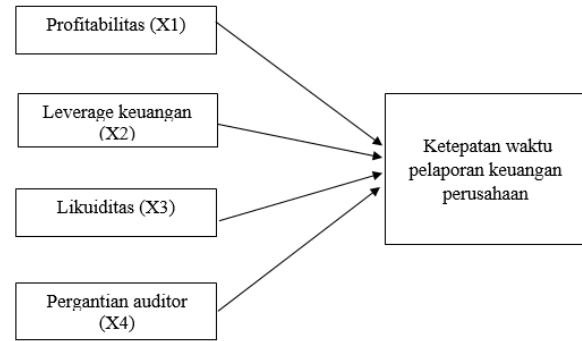 Profitabilitas (X1)
Leverage keuangan
(X2)
Likuiditas (X3)
Pergantian auditor
(X4)
Ketepatan waktu
pelaporan keuangan
perusahaan